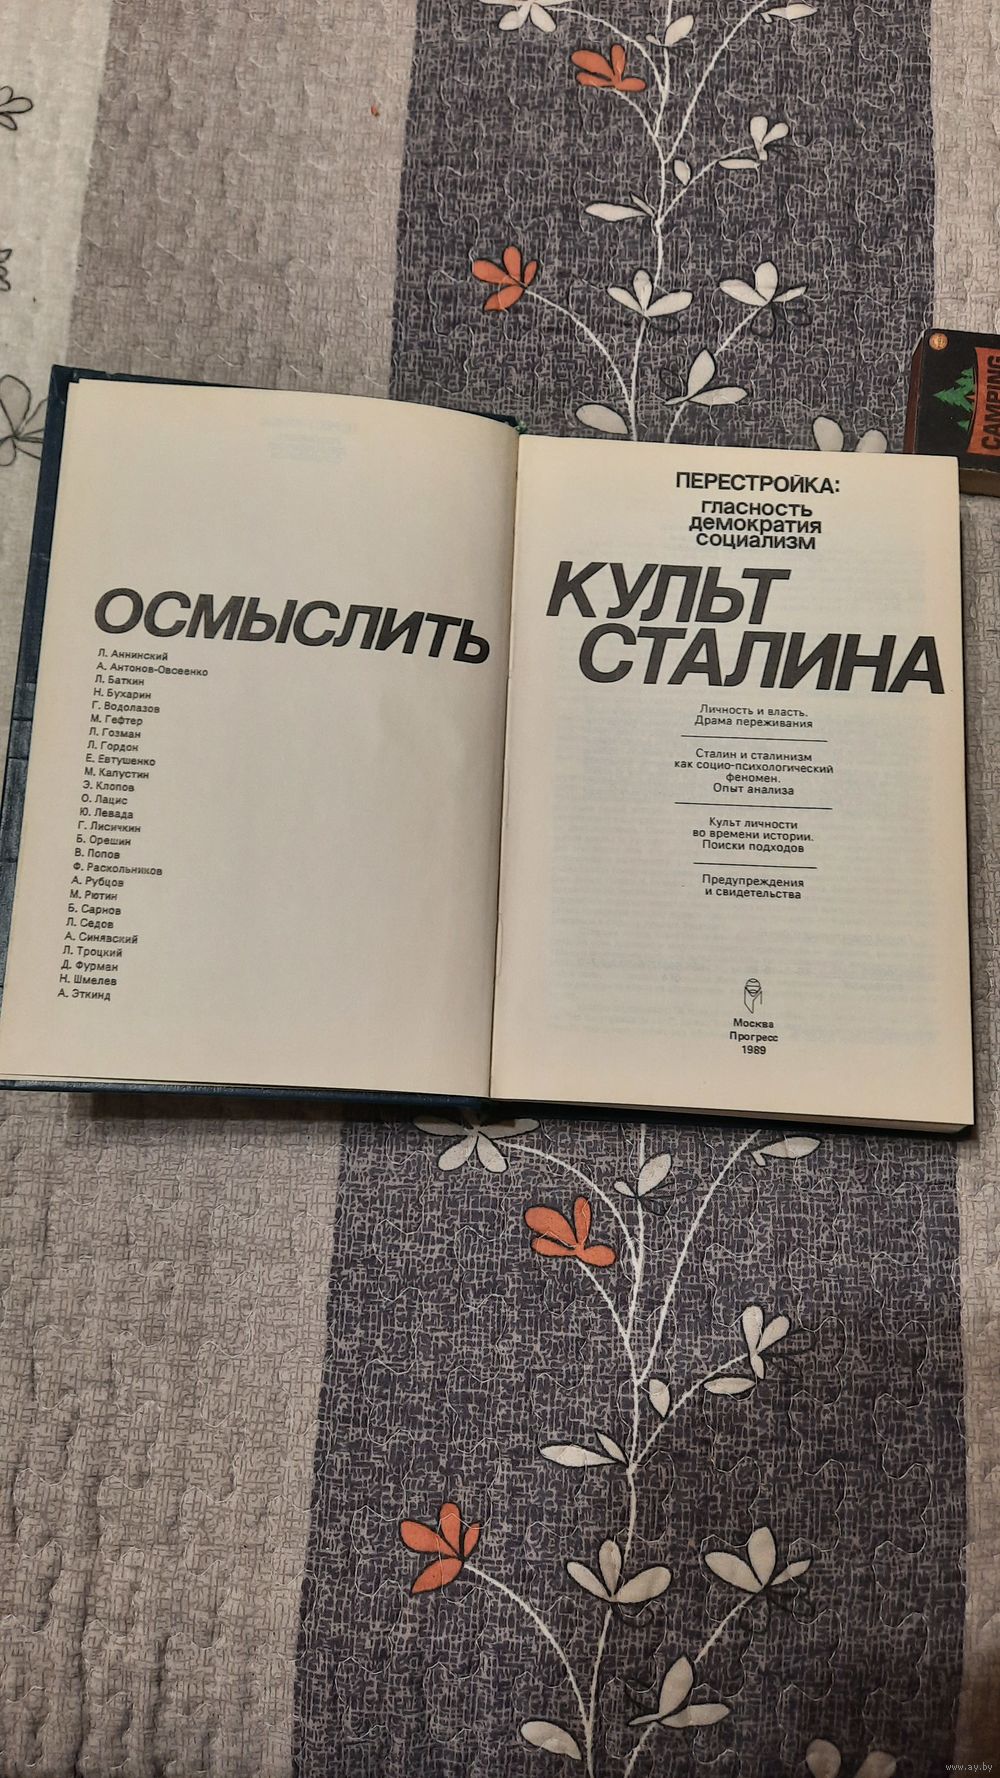 ОСМЫСЛИТЬ
Л. Аннинский
А. Антонов-Овсеенко
Л. Баткин
Н. Бухарин
Г. Водолазов
М. Гефтер
Л. Гозман
Л. Гордон
Е. Евтушенко
М. Капустин
Э. Клопов
О. Лацис
Ю. Левада
Г. Лисичкин
Б. Орешин
В. Попов
Ф. Раскольников
А. Рубцов
М. Рютин
Б. Сарнов
Л. Седов
А. Синявский
Л. Троцкий
Д. Фурман
Н. Шмелев
А. Эткинд
ПЕРЕСТРОЙКА:
гласность
демократия
социализм
КУЛЬТ
СТАЛИНА
Личность и власть.
Драма переживания
Сталин и сталинизм
как социо-психологический
феномен.
Опыт анализа
Культ личности
во времени истории.
Поиски подходов
Предупреждения
и свидетельства
Москва
Прогресс
1989
CAMPING
www.ay.by